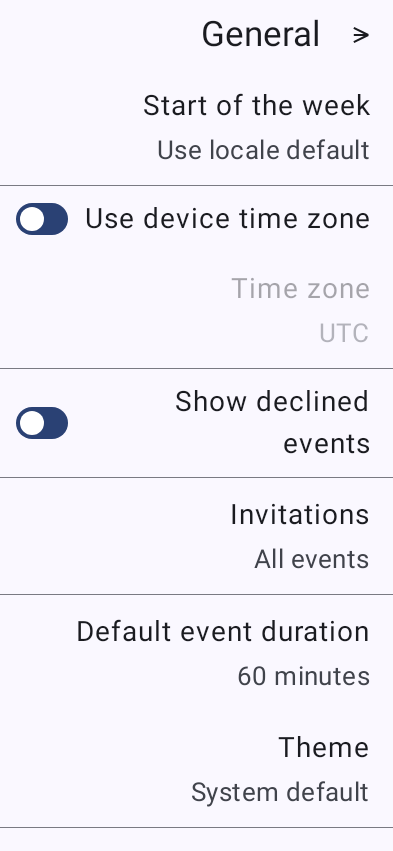 General
Start of the week
Use locale default
Use device time zone
Time zone
UTC
Show declined
events
Invitations
All events
Default event duration
60 minutes
Theme
System default